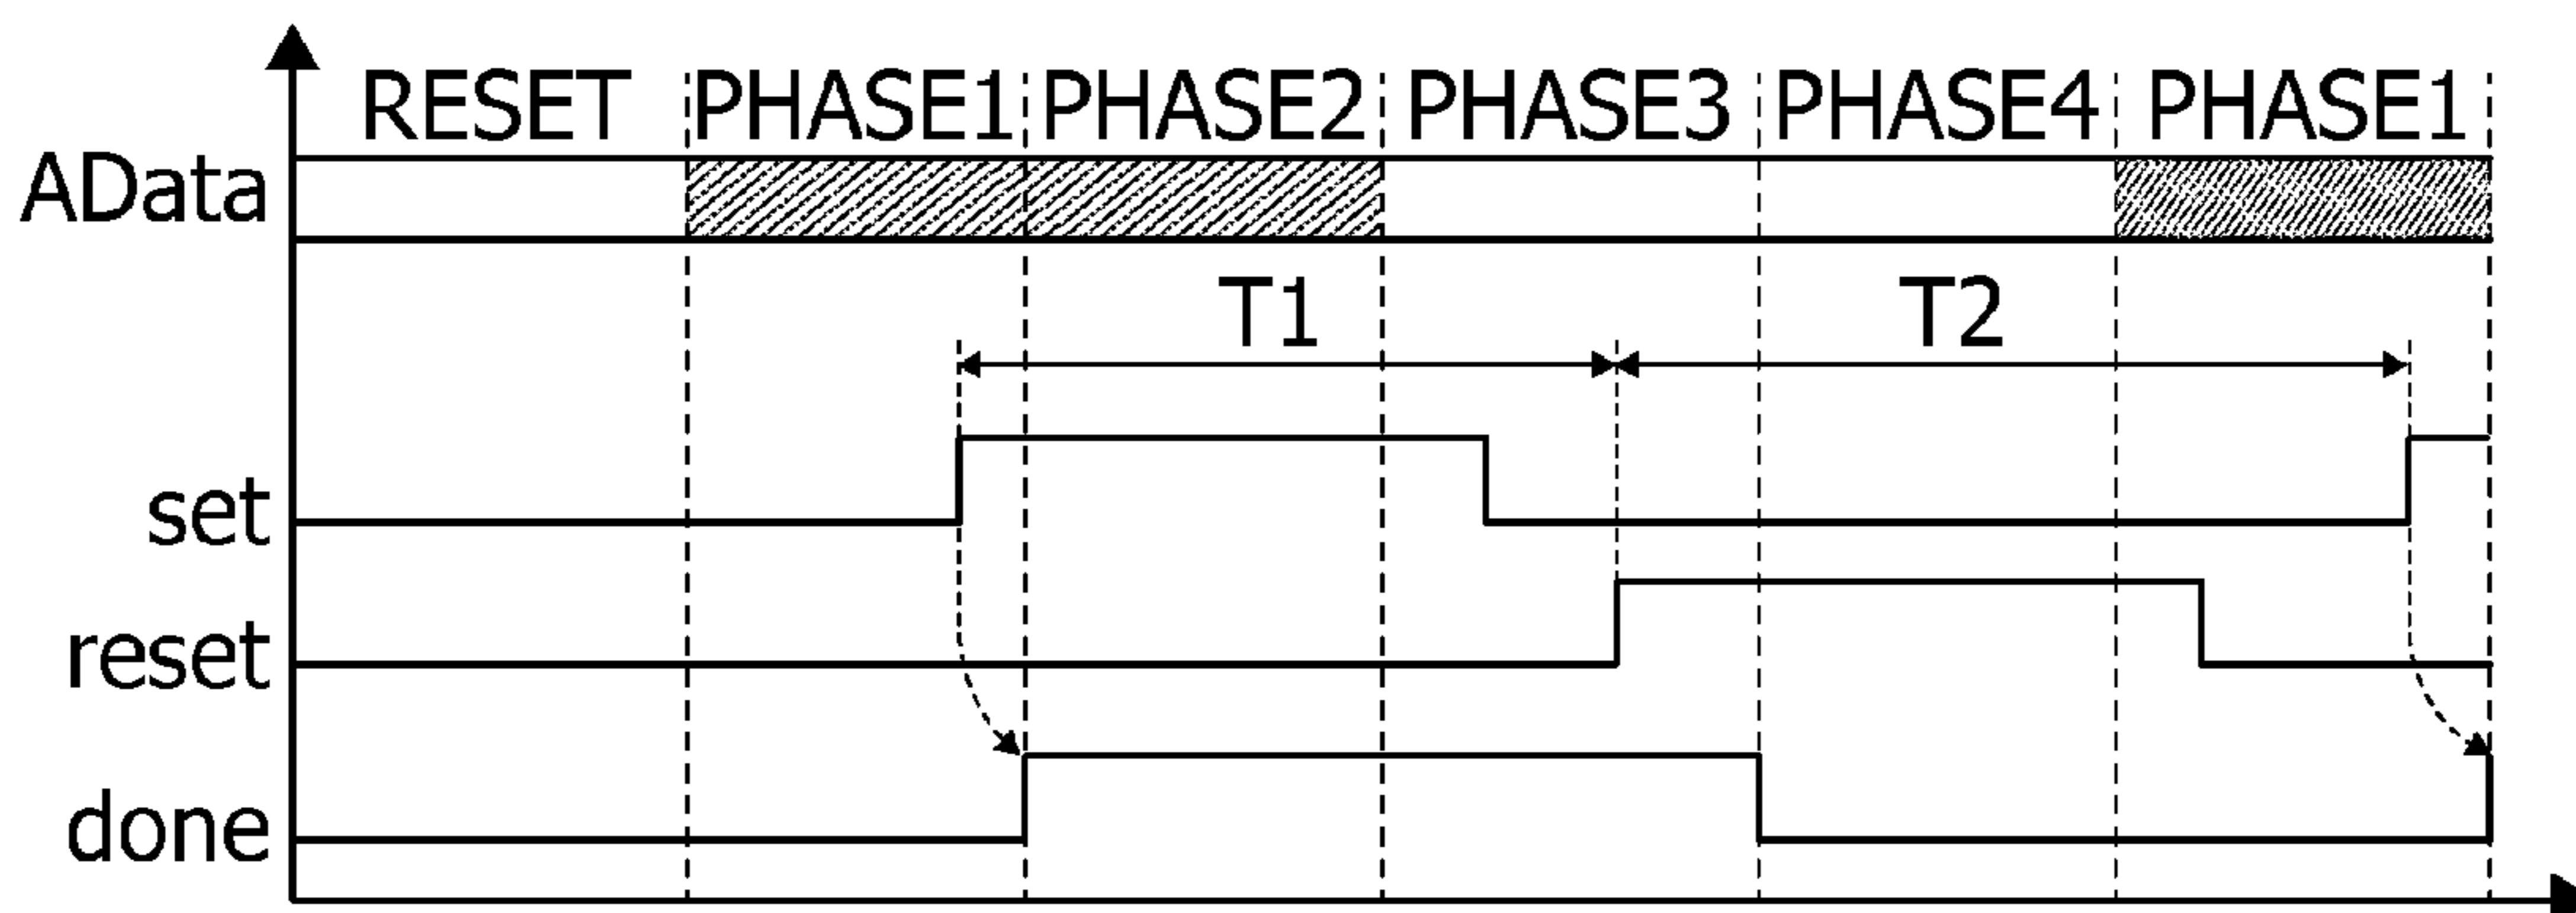 RESET PHASE1 PHASE2 PHASE3 PHASE4 PHASE1
AData
T1 T2
set
reset
done